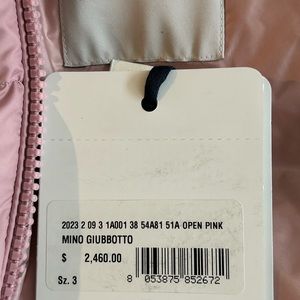 2023 2 09 3 1A001 38 54A81 51A OPEN PINK
MINO GIUBBOTTO
$ 2,460.00
Sz. 3
8 053875 852672